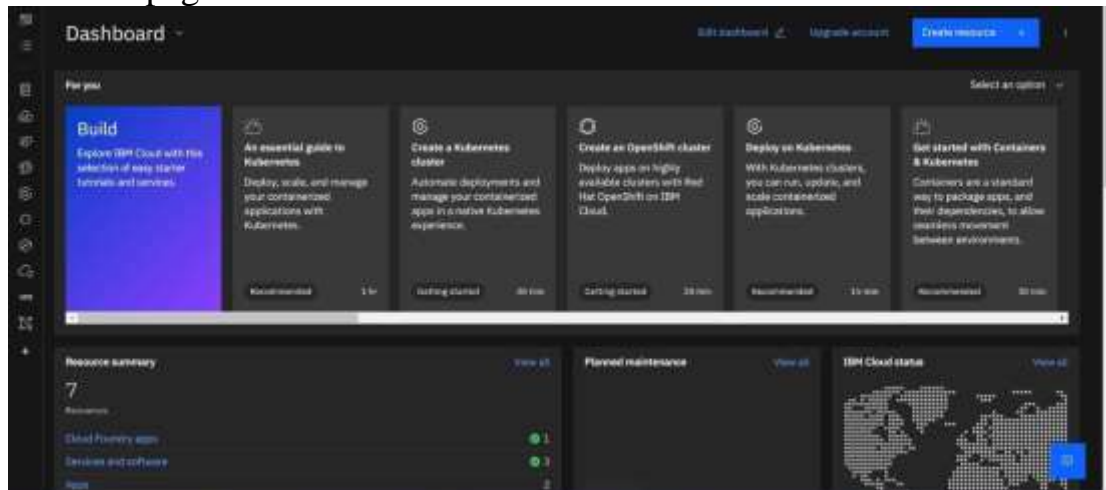 Dashboard
Edit dashboard
Upgrade account
Create resource +
For you
Select an option
Build
Explore IBM Cloud with this
selection of easy starter
tutorials and services.
An essential guide to
Kubernetes
Deploy, scale, and manage
your containerized
applications with
Kubernetes.
Recommended
1 hr
Create a Kubernetes
cluster
Automate deployments and
manage your containerized
apps in a native Kubernetes
experience.
Getting started
Create an OpenShift cluster
Deploy apps on highly
available clusters with Red
Hat OpenShift on IBM
Cloud.
Getting started
Deploy on Kubernetes
With Kubernetes clusters,
you can run, update, and
scale containerized
applications.
Recommended
15 min
Get started with Containers
& Kubernetes
Containers are a standard
way to package apps, and
their dependencies, to allow
seamless movement
between environments.
Recommended
Resource summary
View all
7
Resources
Cloud Foundry apps
1
Services and software
3
Apps
2
Planned maintenance
View all
IBM Cloud status
View all